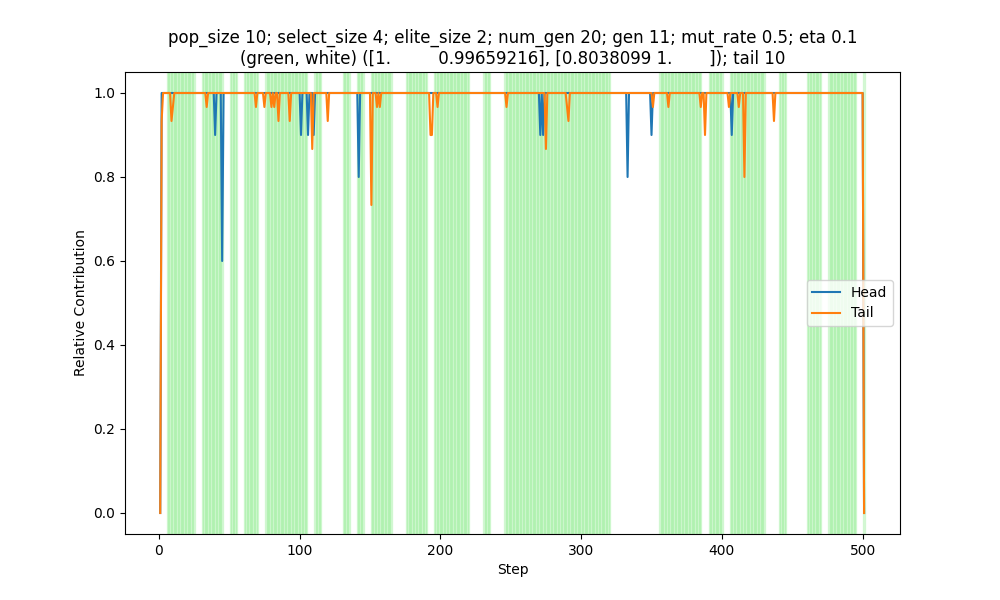 pop_size 10; select_size 4; elite_size 2; num_gen 20; gen 11; mut_rate 0.5; eta 0.1
(green, white) ([1.          0.99659216], [0.8038099 1.        ]); tail 10
1.0
0.8
0.6
0.4
0.2
0.0
Relative Contribution
Head
Tail
0
100
200
300
400
500
Step